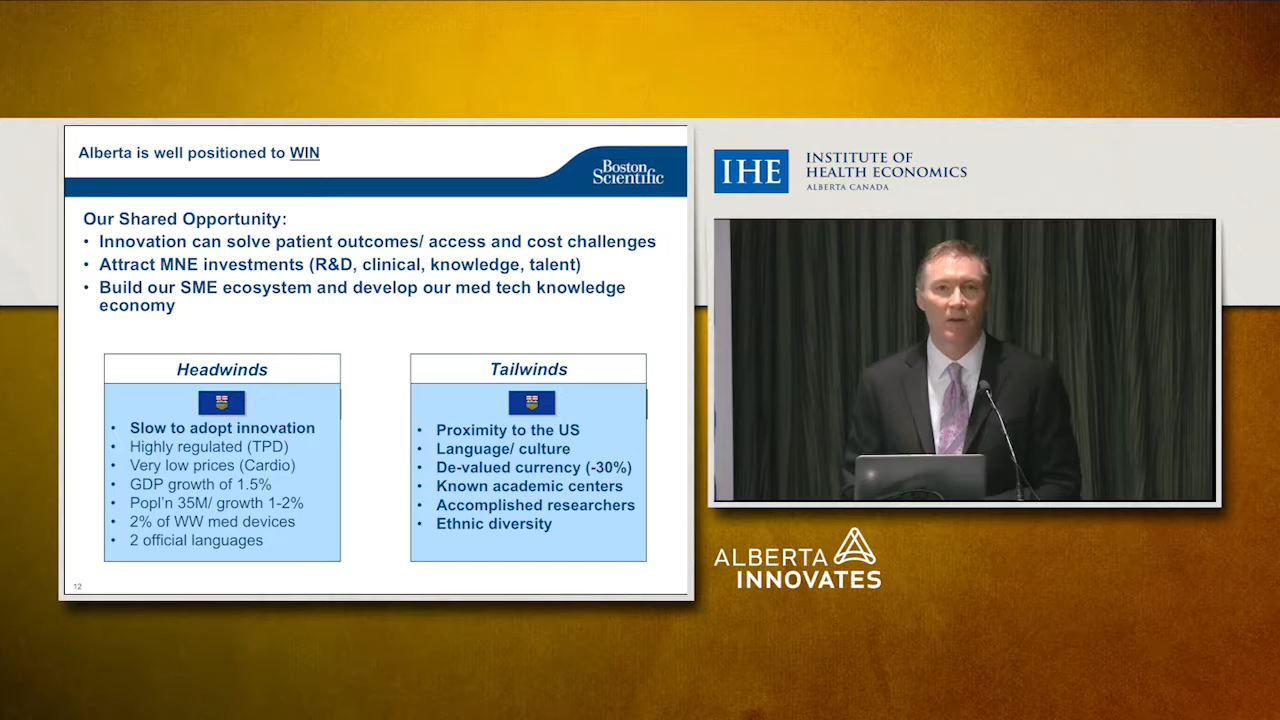 Alberta is well positioned to WIN
Boston
Scientific
Our Shared Opportunity:
• Innovation can solve patient outcomes/ access and cost challenges
• Attract MNE investments (R&D, clinical, knowledge, talent)
• Build our SME ecosystem and develop our med tech knowledge
economy
Headwinds
• Slow to adopt innovation
• Highly regulated (TPD)
• Very low prices (Cardio)
• GDP growth of 1.5%
• Popl'n 35M/ growth 1-2%
• 2% of WW med devices
• 2 official languages
Tailwinds
• Proximity to the US
• Language/ culture
• De-valued currency (-30%)
• Known academic centers
• Accomplished researchers
• Ethnic diversity
12
IHE
INSTITUTE OF
HEALTH ECONOMICS
ALBERTA CANADA
ALBERTA
INNOVATES